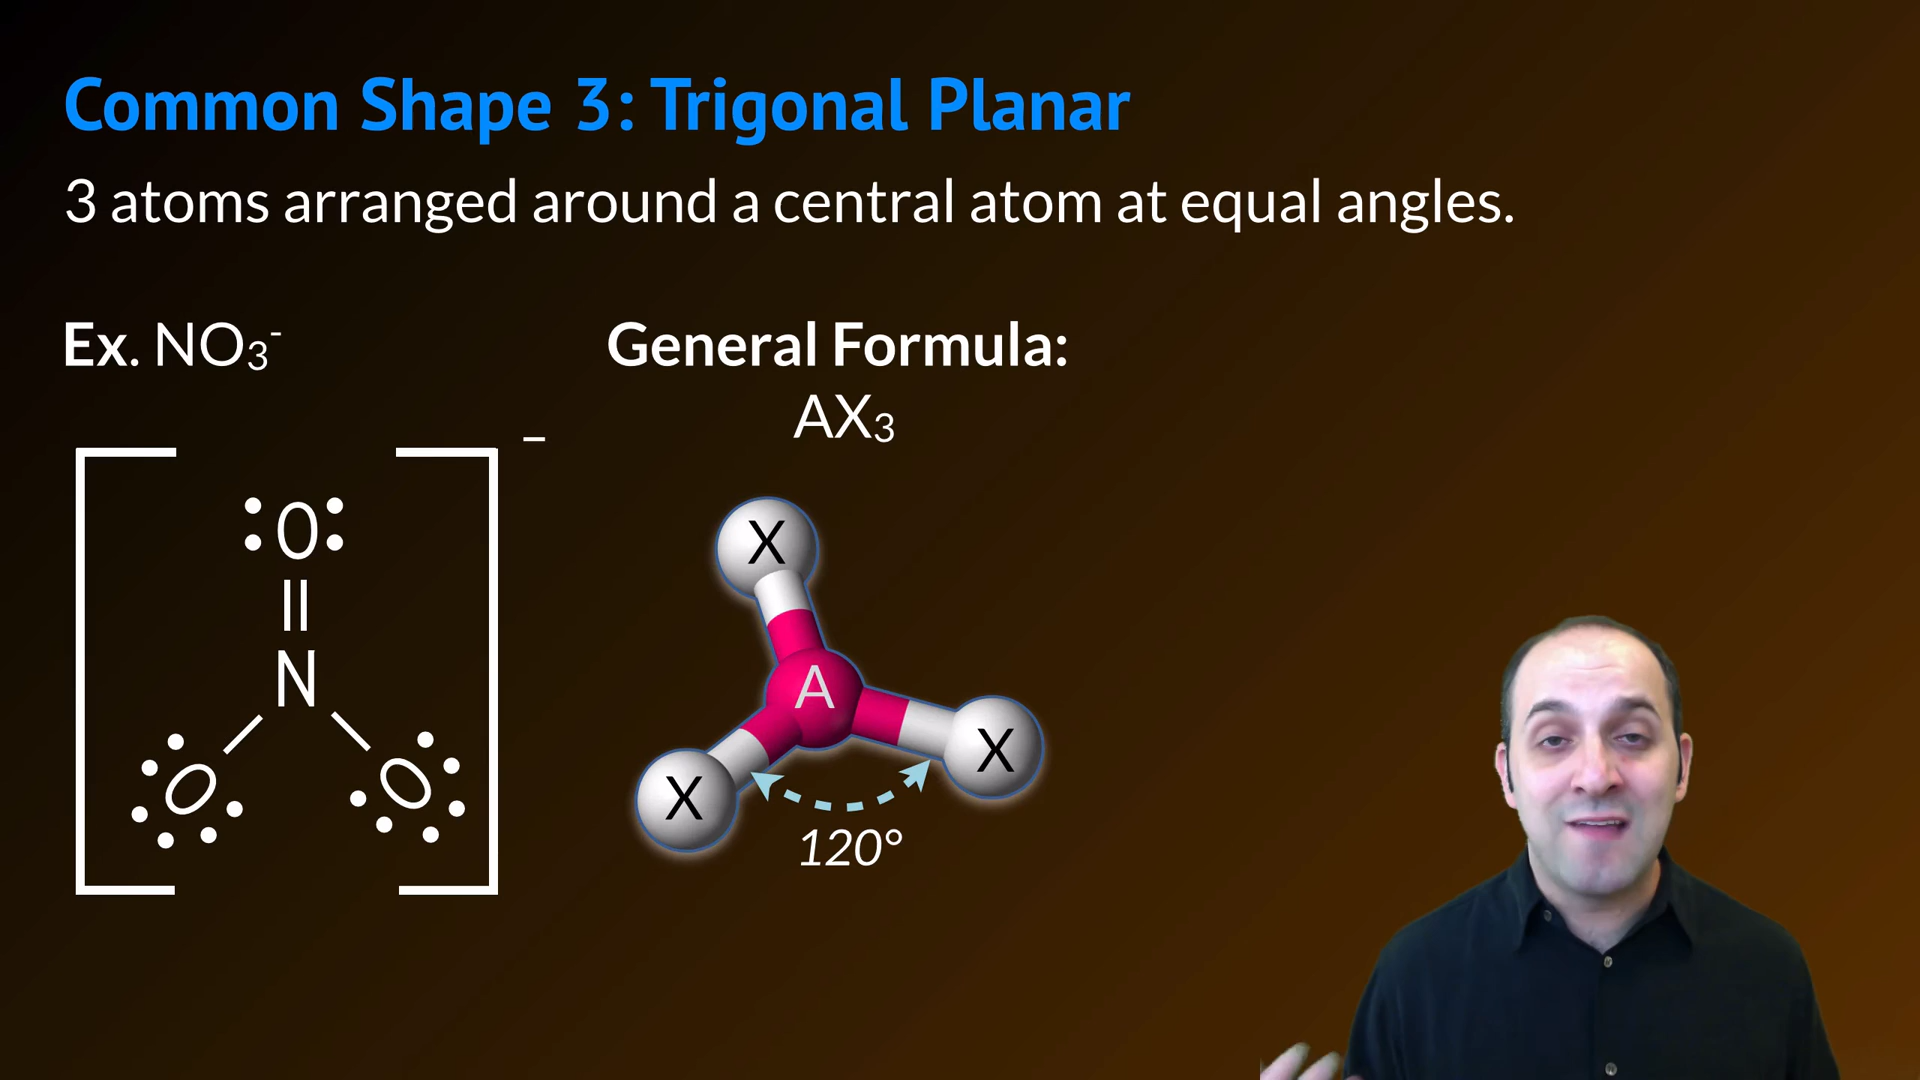 Common Shape 3: Trigonal Planar
3 atoms arranged around a central atom at equal angles.
Ex. NO₃⁻
General Formula:
AX₃
–
O
N
O
O
X
A
X
X
120°